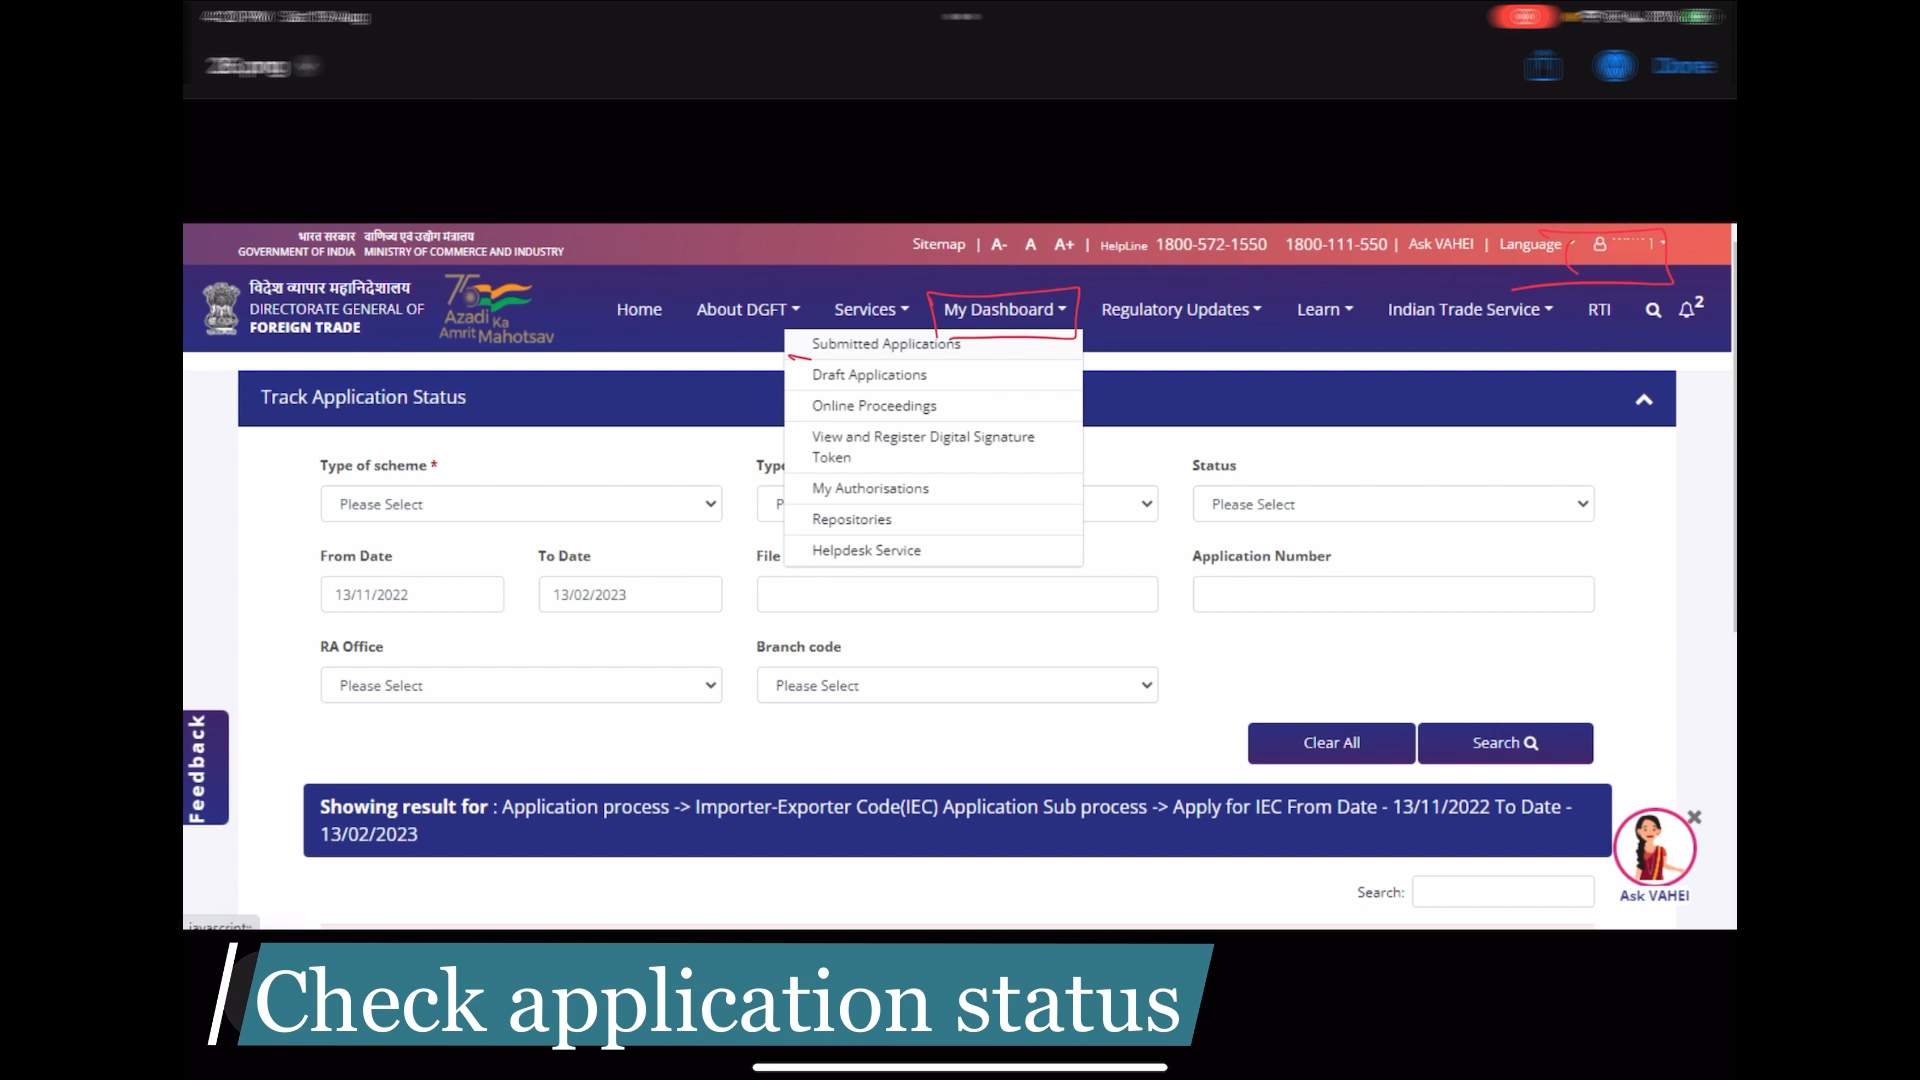 भारत सरकार वाणिज्य एवं उद्योग मंत्रालय
GOVERNMENT OF INDIA MINISTRY OF COMMERCE AND INDUSTRY
Sitemap | A- A A+ | HelpLine 1800-572-1550 1800-111-550 | Ask VAHEI | Language
विदेश व्यापार महानिदेशालय
DIRECTORATE GENERAL OF
FOREIGN TRADE
75
Azadi Ka
Amrit Mahotsav
Home About DGFT Services My Dashboard Regulatory Updates Learn Indian Trade Service RTI 2
Submitted Applications
Draft Applications
Online Proceedings
View and Register Digital Signature
Token
My Authorisations
Repositories
Helpdesk Service
Track Application Status
Type of scheme * Status
Please Select Please Select
From Date To Date File Application Number
13/11/2022 13/02/2023
RA Office Branch code
Please Select Please Select
Clear All Search
Feedback
Showing result for : Application process -> Importer-Exporter Code(IEC) Application Sub process -> Apply for IEC From Date - 13/11/2022 To Date -
13/02/2023
Search:
Ask VAHEI
Check application status